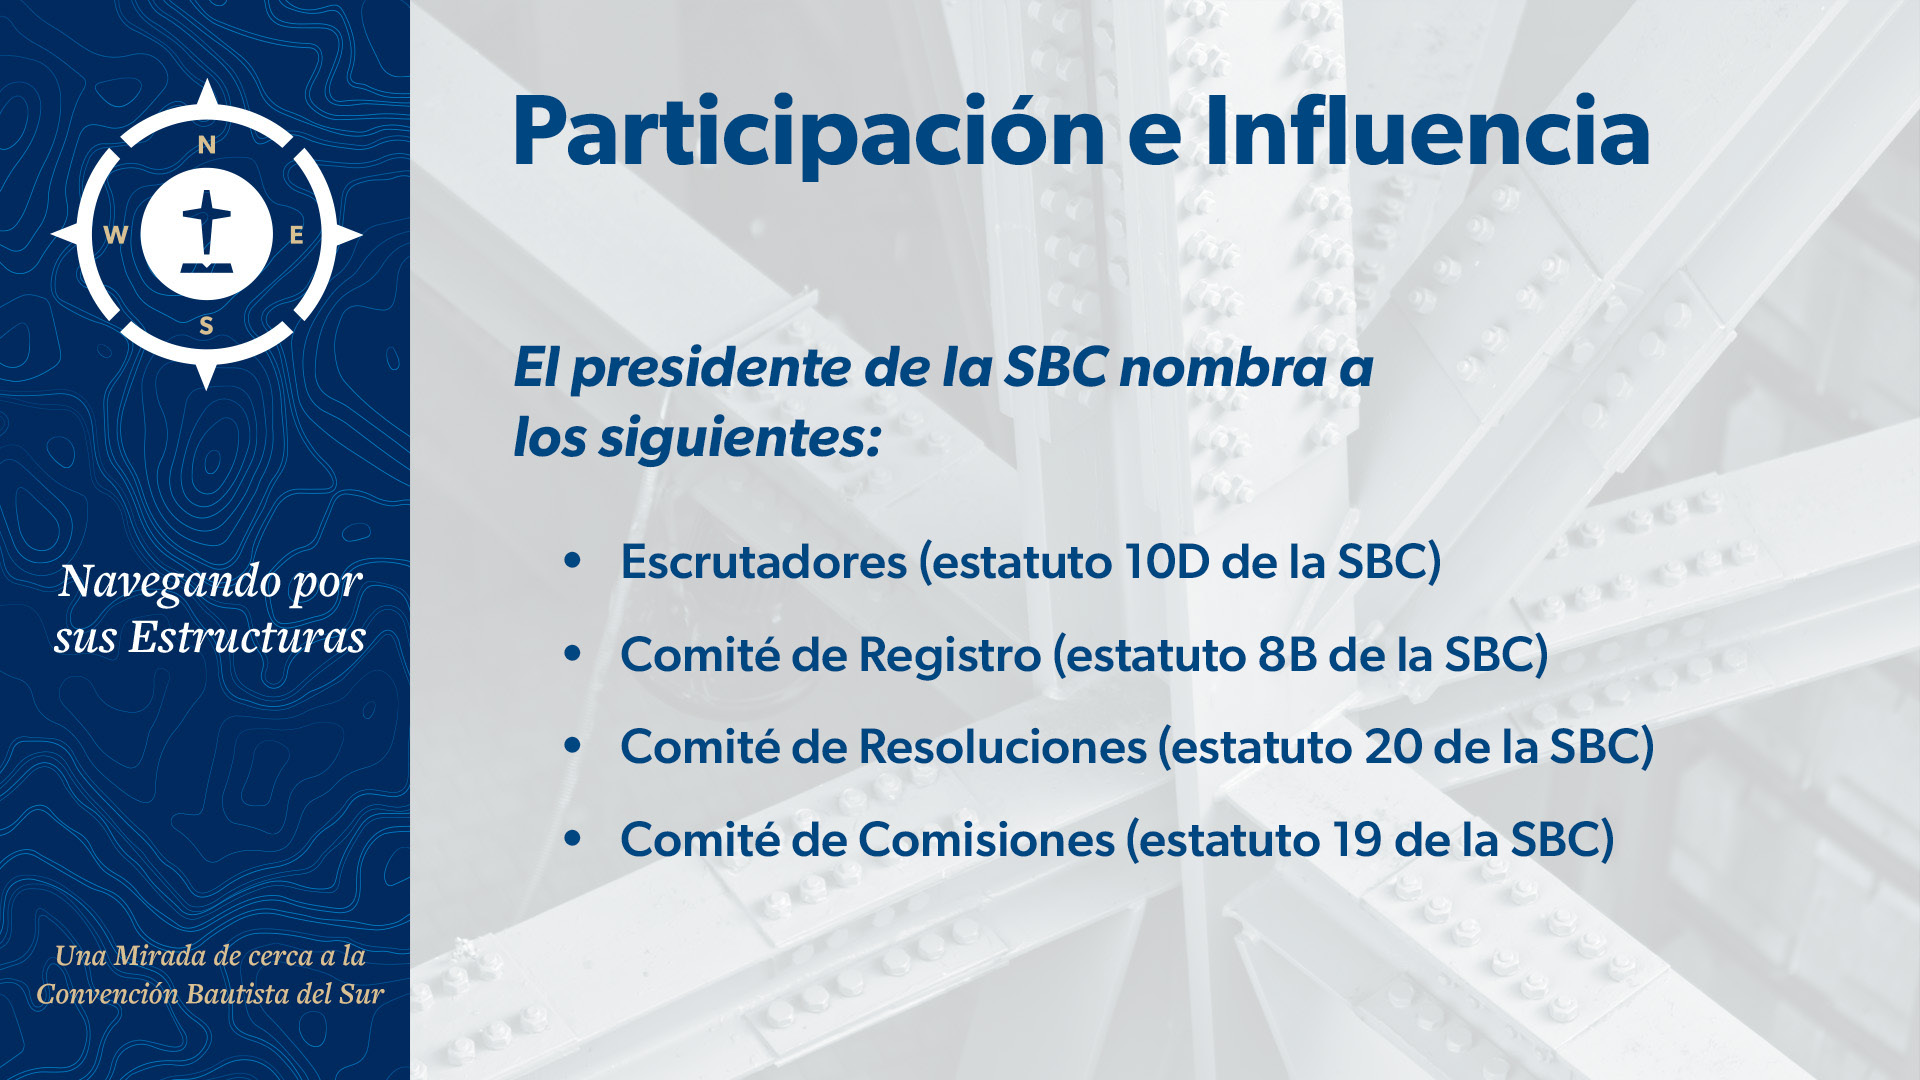 N
W
E
S
Navegando por
sus Estructuras
Una Mirada de cerca a la
Convención Bautista del Sur
Participación e Influencia
El presidente de la SBC nombra a
los siguientes:
• Escrutadores (estatuto 10D de la SBC)
• Comité de Registro (estatuto 8B de la SBC)
• Comité de Resoluciones (estatuto 20 de la SBC)
• Comité de Comisiones (estatuto 19 de la SBC)